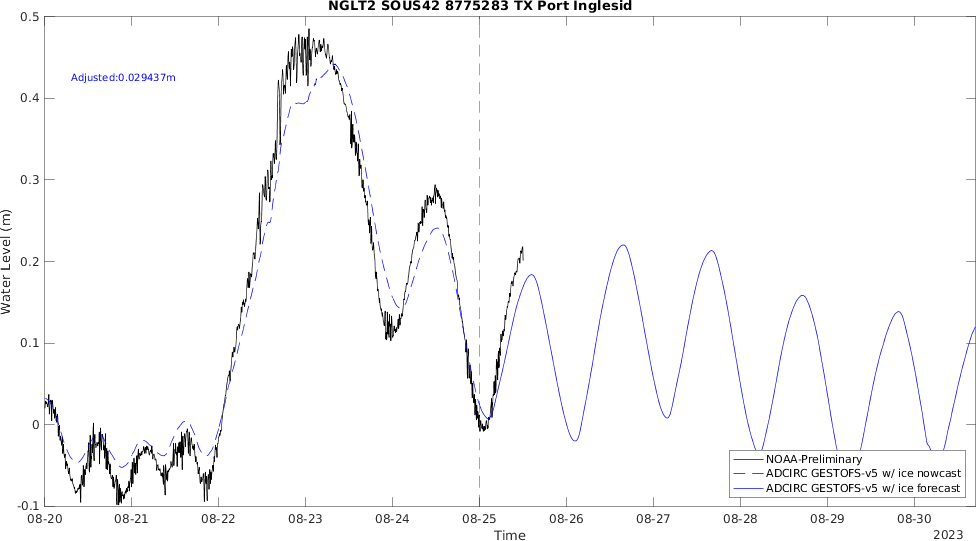 NGLT2 SOUS42 8775283 TX Port Inglesid
Adjusted:0.029437m
Water Level (m)
0.5
0.4
0.3
0.2
0.1
0
-0.1
08-20 08-21 08-22 08-23 08-24 08-25 08-26 08-27 08-28 08-29 08-30
Time
2023
NOAA-Preliminary
ADCIRC GESTOFS-v5 w/ ice nowcast
ADCIRC GESTOFS-v5 w/ ice forecast